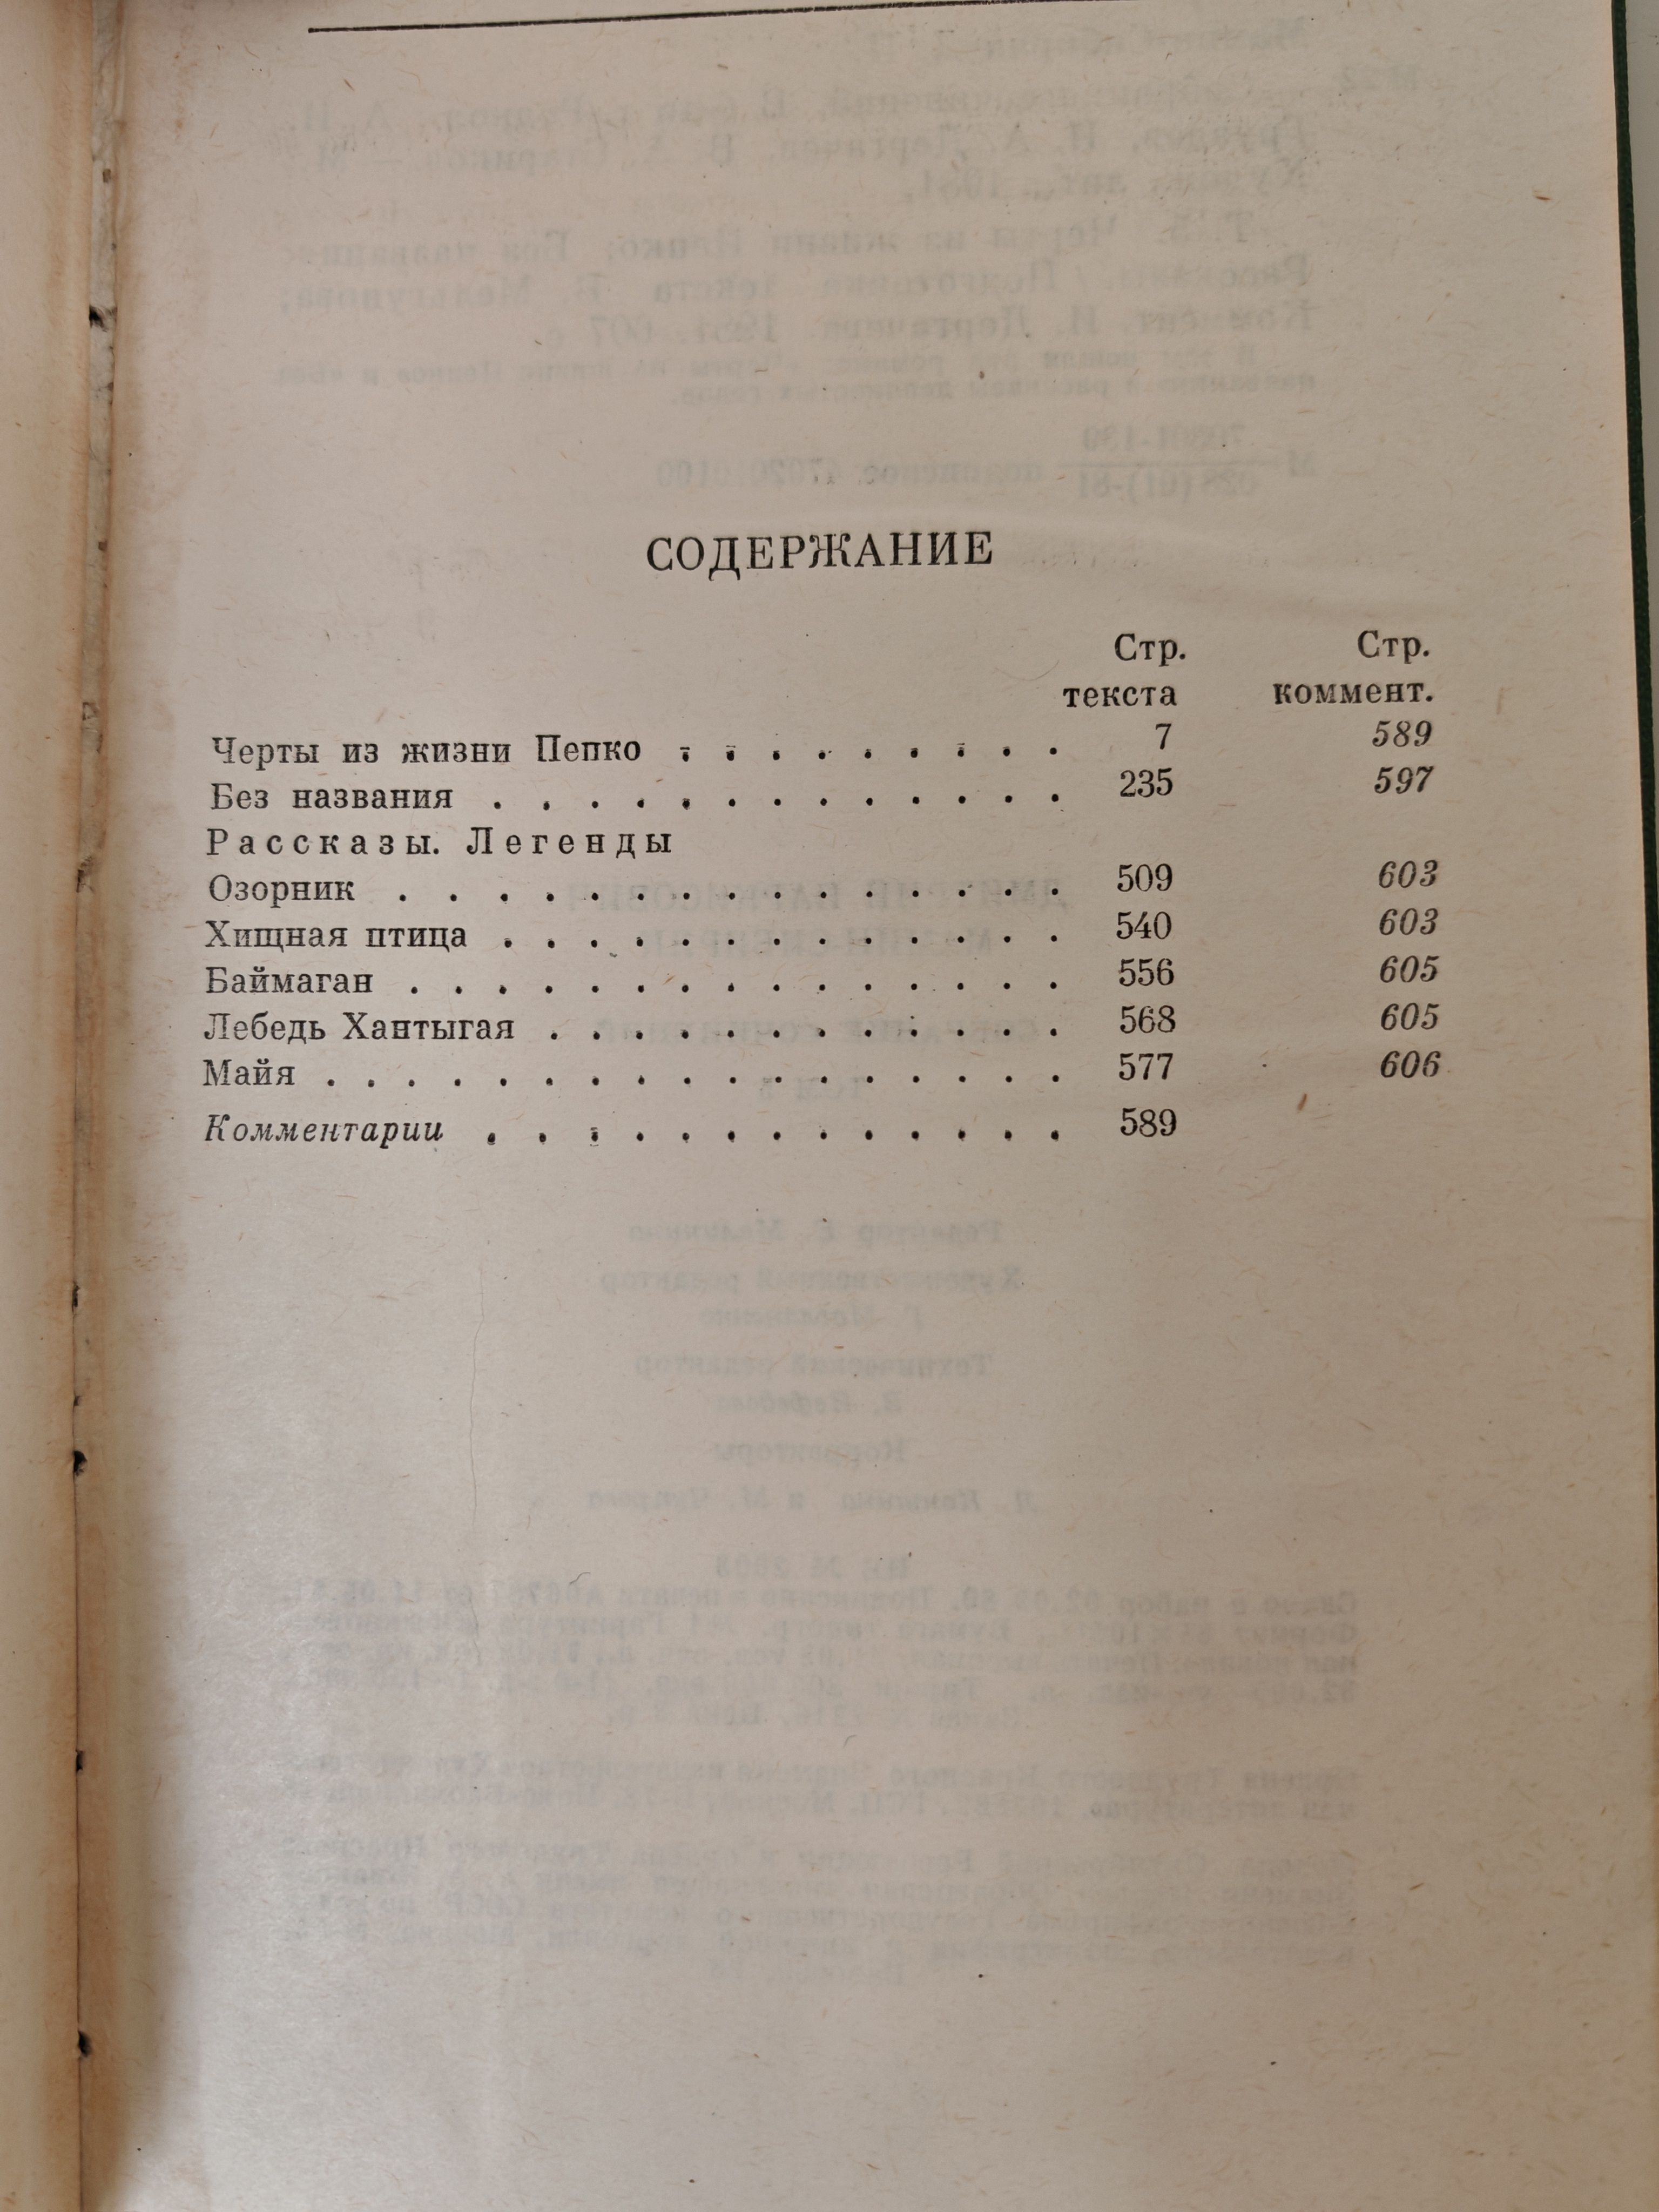 СОДЕРЖАНИЕ
Стр. Стр.
текста коммент.
Черты из жизни Пепко . . . . . . . . . 7 589
Без названия . . . . . . . . . . . . . 235 597
Рассказы. Легенды
Озорник . . . . . . . . . . . . . . . 509 603
Хищная птица . . . . . . . . . . . . . 540 603
Баймаган . . . . . . . . . . . . . . . 556 605
Лебедь Хантыгая . . . . . . . . . . . . 568 605
Майя . . . . . . . . . . . . . . . . . 577 606
Комментарии . . . . . . . . . . . . . 589